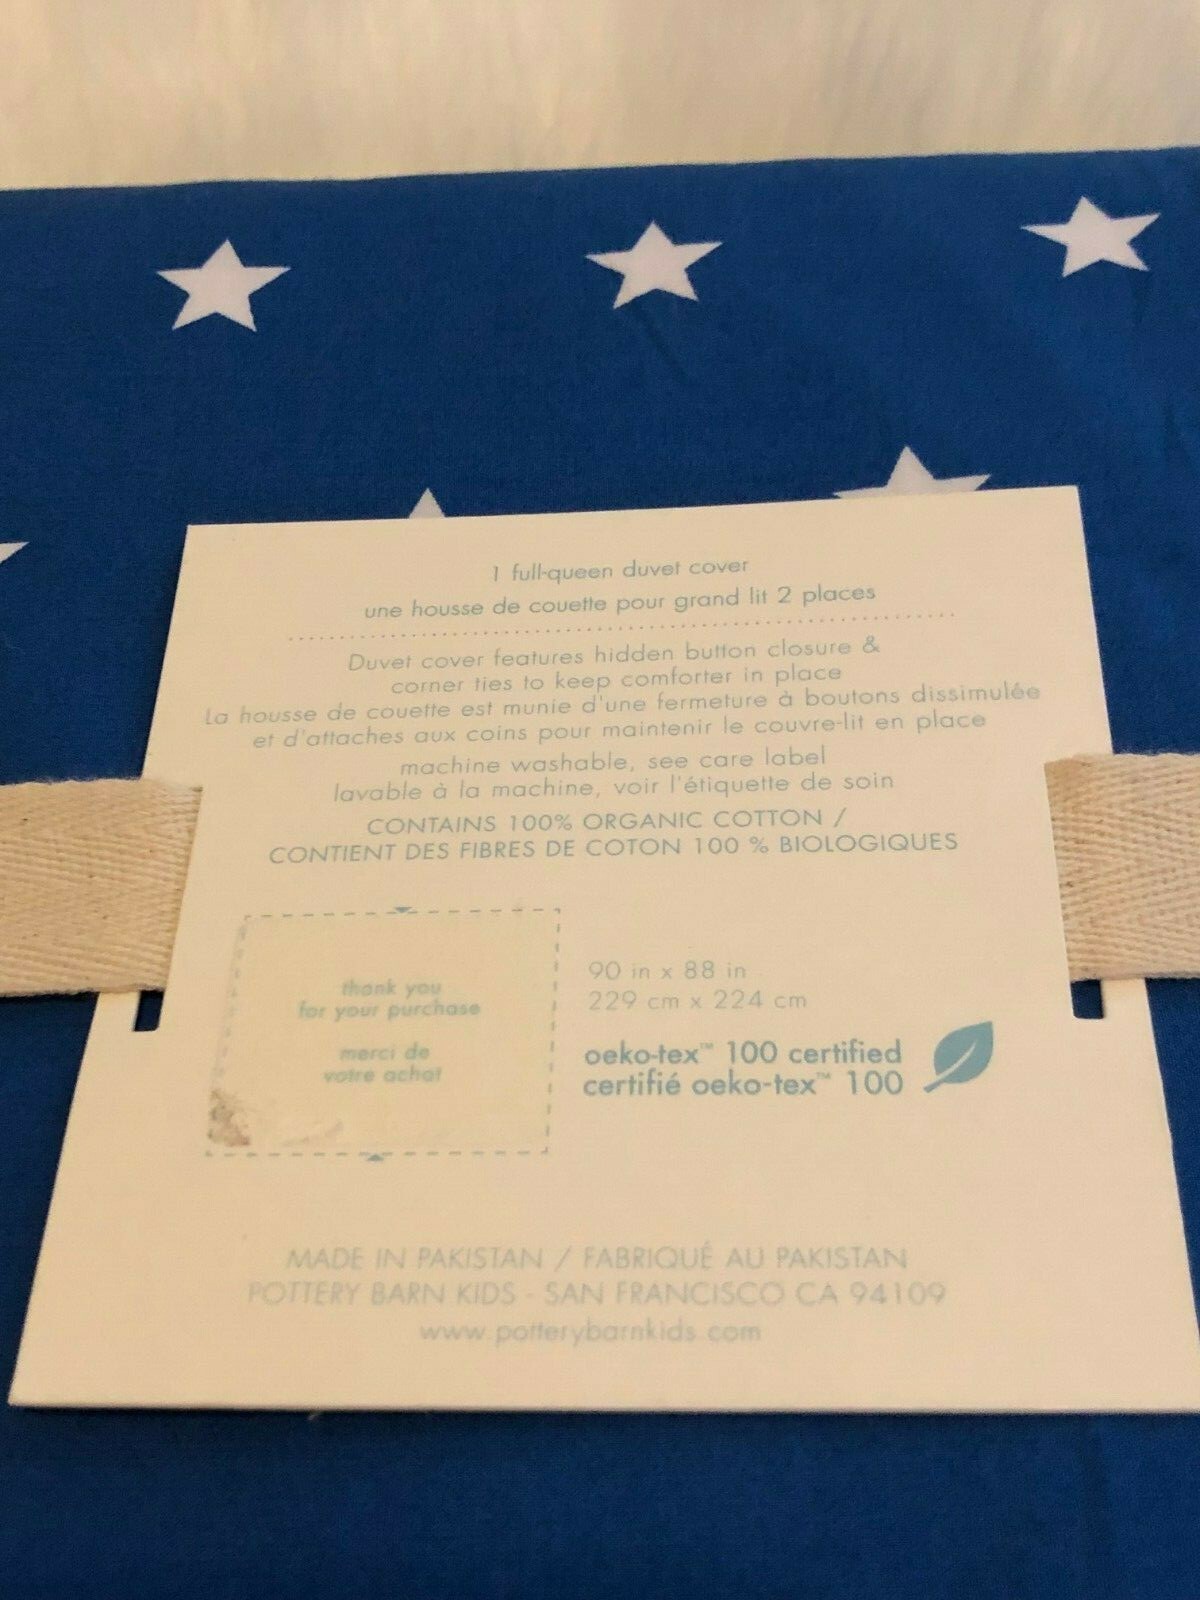 1 full-queen duvet cover
une housse de couette pour grand lit 2 places
Duvet cover features hidden button closure &
corner ties to keep comforter in place
La housse de couette est munie d'une fermeture à boutons dissimulée
et d'attaches aux coins pour maintenir le couvre-lit en place
machine washable, see care label
lavable à la machine, voir l'étiquette de soin
CONTAINS 100% ORGANIC COTTON /
CONTIENT DES FIBRES DE COTON 100 % BIOLOGIQUES
thank you
for your purchase
merci de
votre achat
90 in x 88 in
229 cm x 224 cm
oeko-tex™ 100 certified
certifié oeko-tex™ 100
MADE IN PAKISTAN / FABRIQUÉ AU PAKISTAN
POTTERY BARN KIDS - SAN FRANCISCO CA 94109
www.potterybarnkids.com